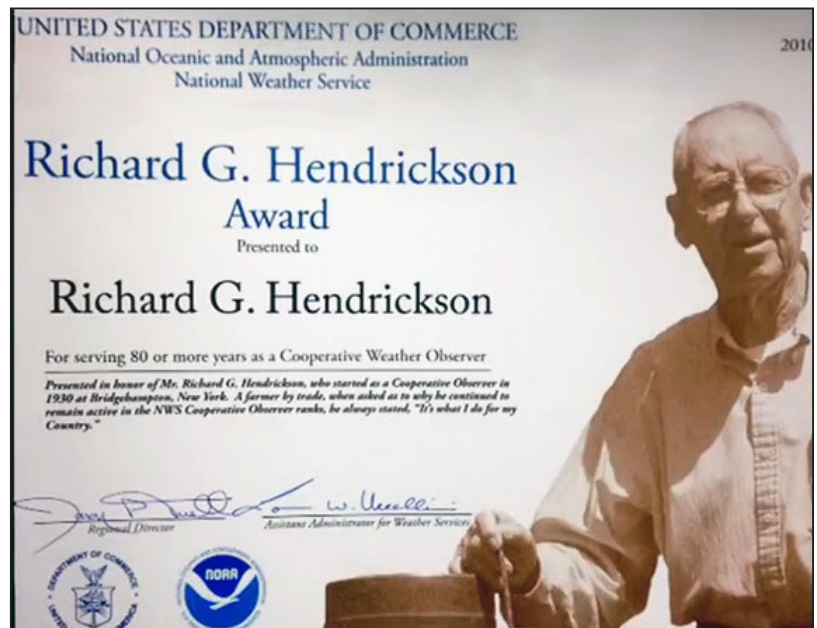 UNITED STATES DEPARTMENT OF COMMERCE
2010
National Oceanic and Atmospheric Administration
National Weather Service
Richard G. Hendrickson
Award
Presented to
Richard G. Hendrickson
For serving 80 or more years as a Cooperative Weather Observer
Presented in honor of Mr. Richard G. Hendrickson, who started as a Cooperative Observer in
1930 at Bridgehampton, New York. A farmer by trade, when asked as to why he continued to
remain active in the NWS Cooperative Observer ranks, he always stated, "It's what I do for my
Country."
Regional Director
Assistant Administrator for Weather Services
DEPARTMENT OF COMMERCE
NOAA